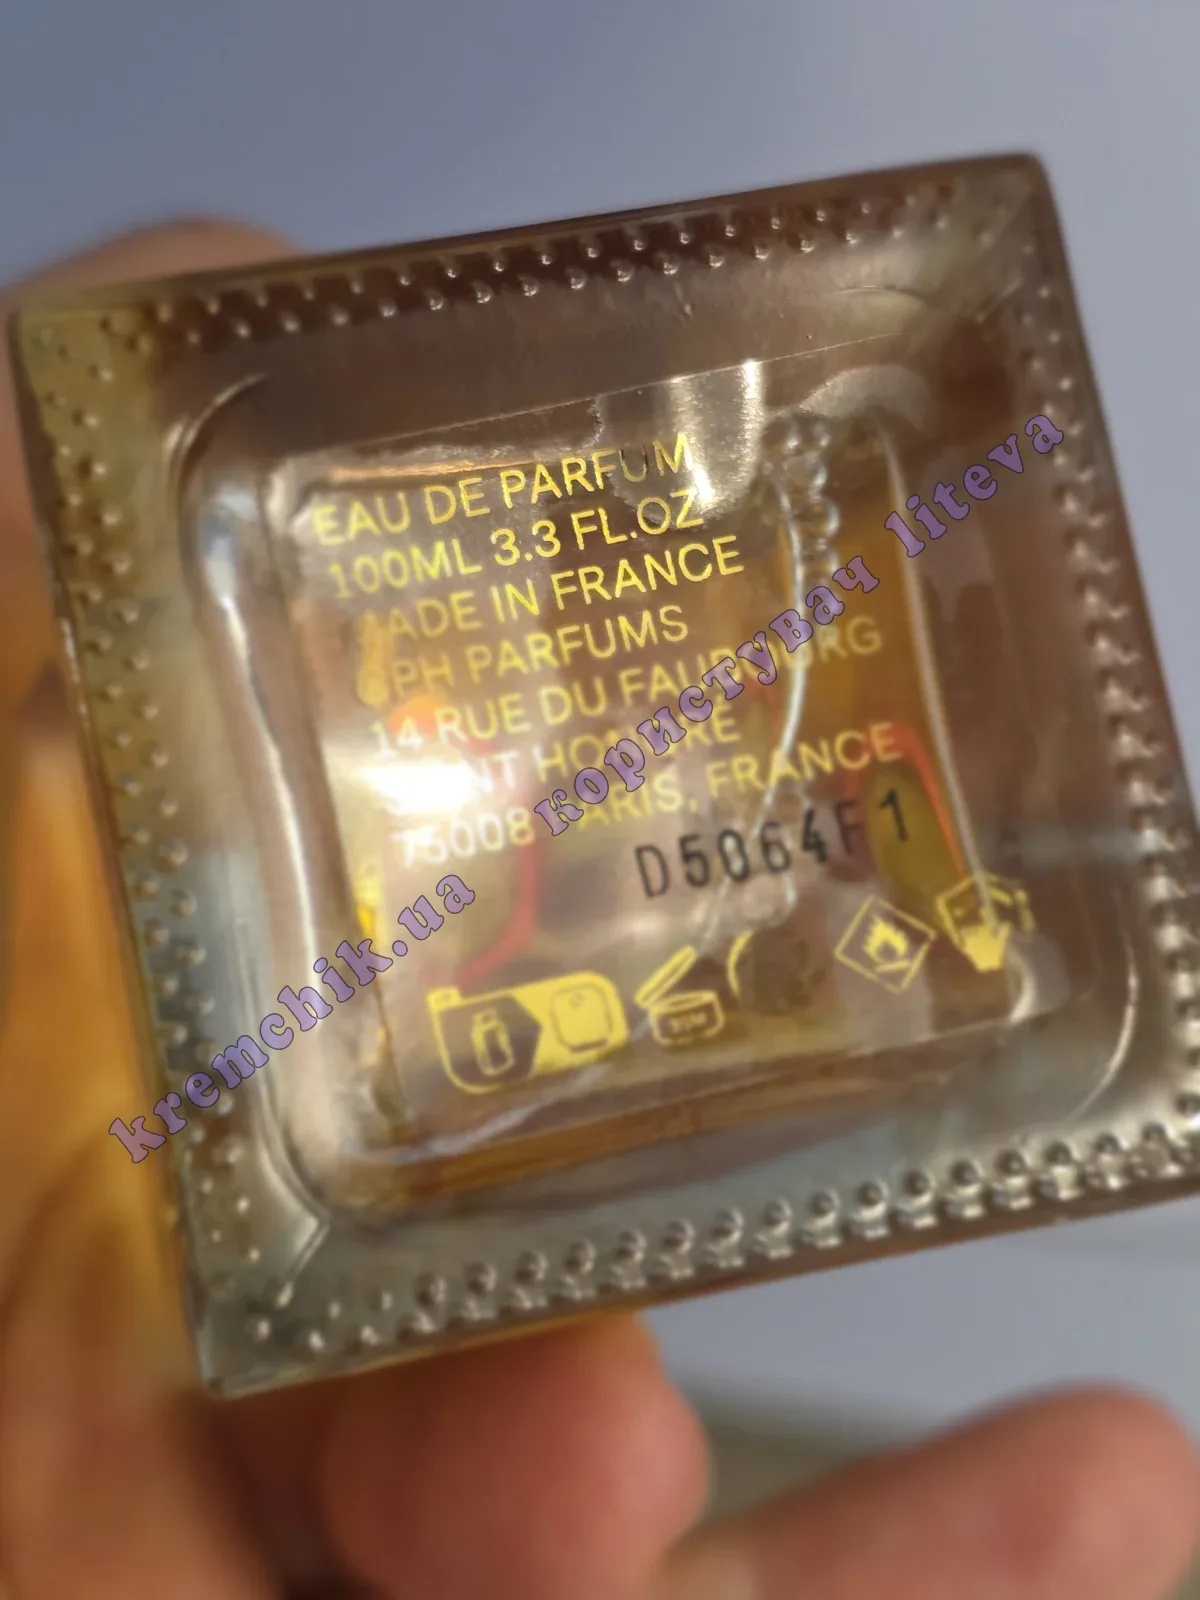 EAU DE PARFUM
100ML 3.3 FL.OZ
MADE IN FRANCE
PH PARFUMS
14 RUE DU FAUBOURG
SAINT HONORÉ
75008 PARIS, FRANCE
D5064F1
kremchik.ua користувач liteva